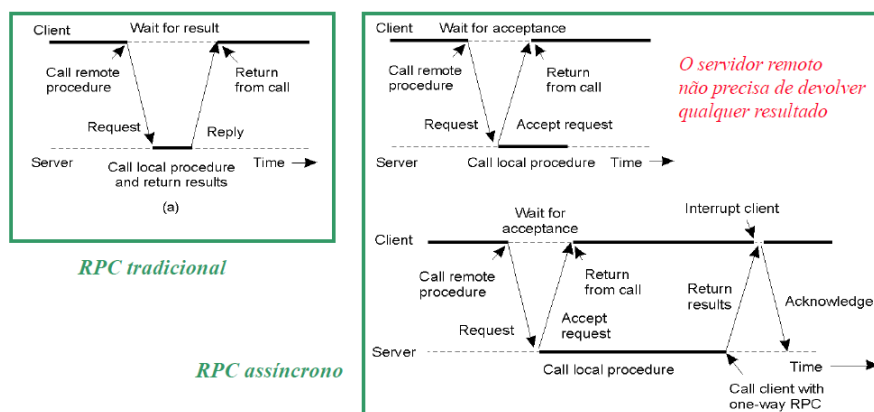 Client
Wait for result
Call remote
procedure
Return
from call
Request
Reply
Server
Call local procedure
and return results
Time
(a)
RPC tradicional
Client
Wait for acceptance
Call remote
procedure
Return
from call
Request
Accept request
Server
Call local procedure
Time
O servidor remoto
não precisa de devolver
qualquer resultado
Client
Wait for
acceptance
Interrupt client
Call remote
procedure
Return
from call
Return
results
Acknowledge
Request
Accept
request
Server
Call local procedure
Time
Call client with
one-way RPC
RPC assíncrono